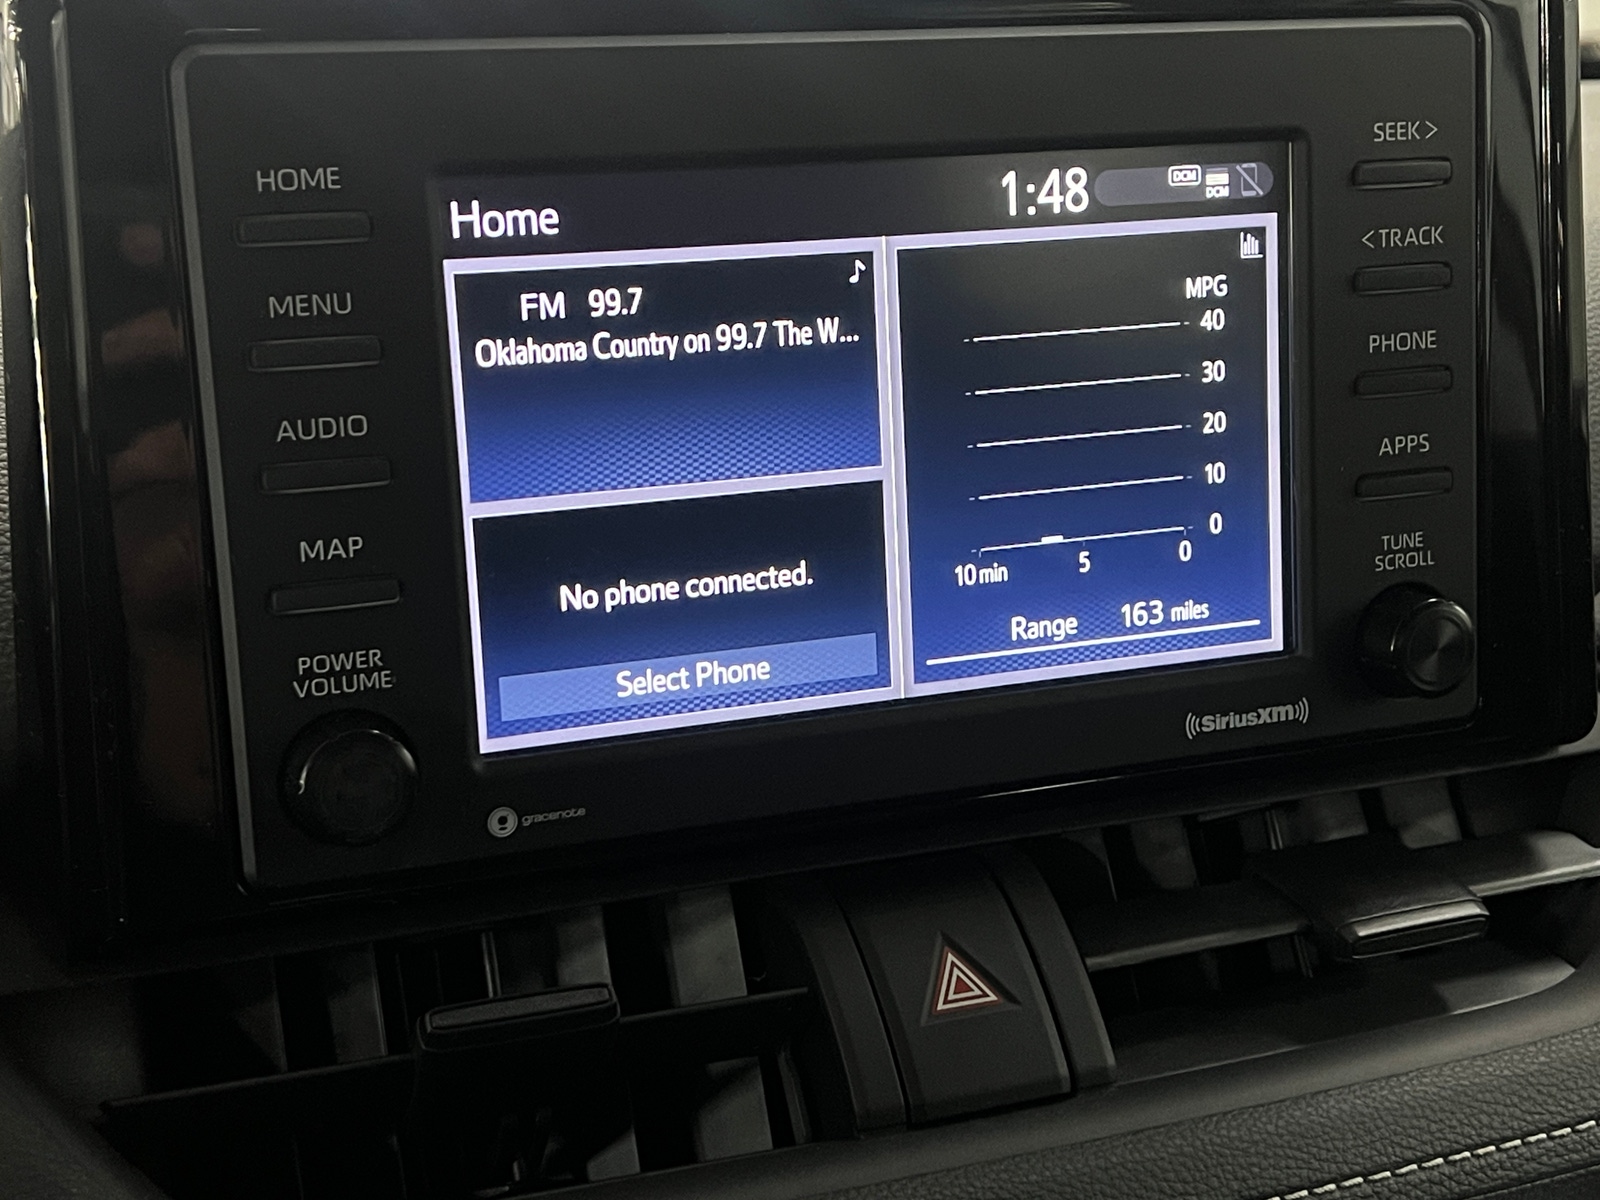 HOME
MENU
AUDIO
MAP
POWER
VOLUME
Home
1:48
DCM
DCM
FM 99.7
Oklahoma Country on 99.7 The W...
No phone connected.
Select Phone
MPG
40
30
20
10
0
10 min 5 0
Range 163 miles
SEEK >
< TRACK
PHONE
APPS
TUNE
SCROLL
gracenote
((SiriusXM))